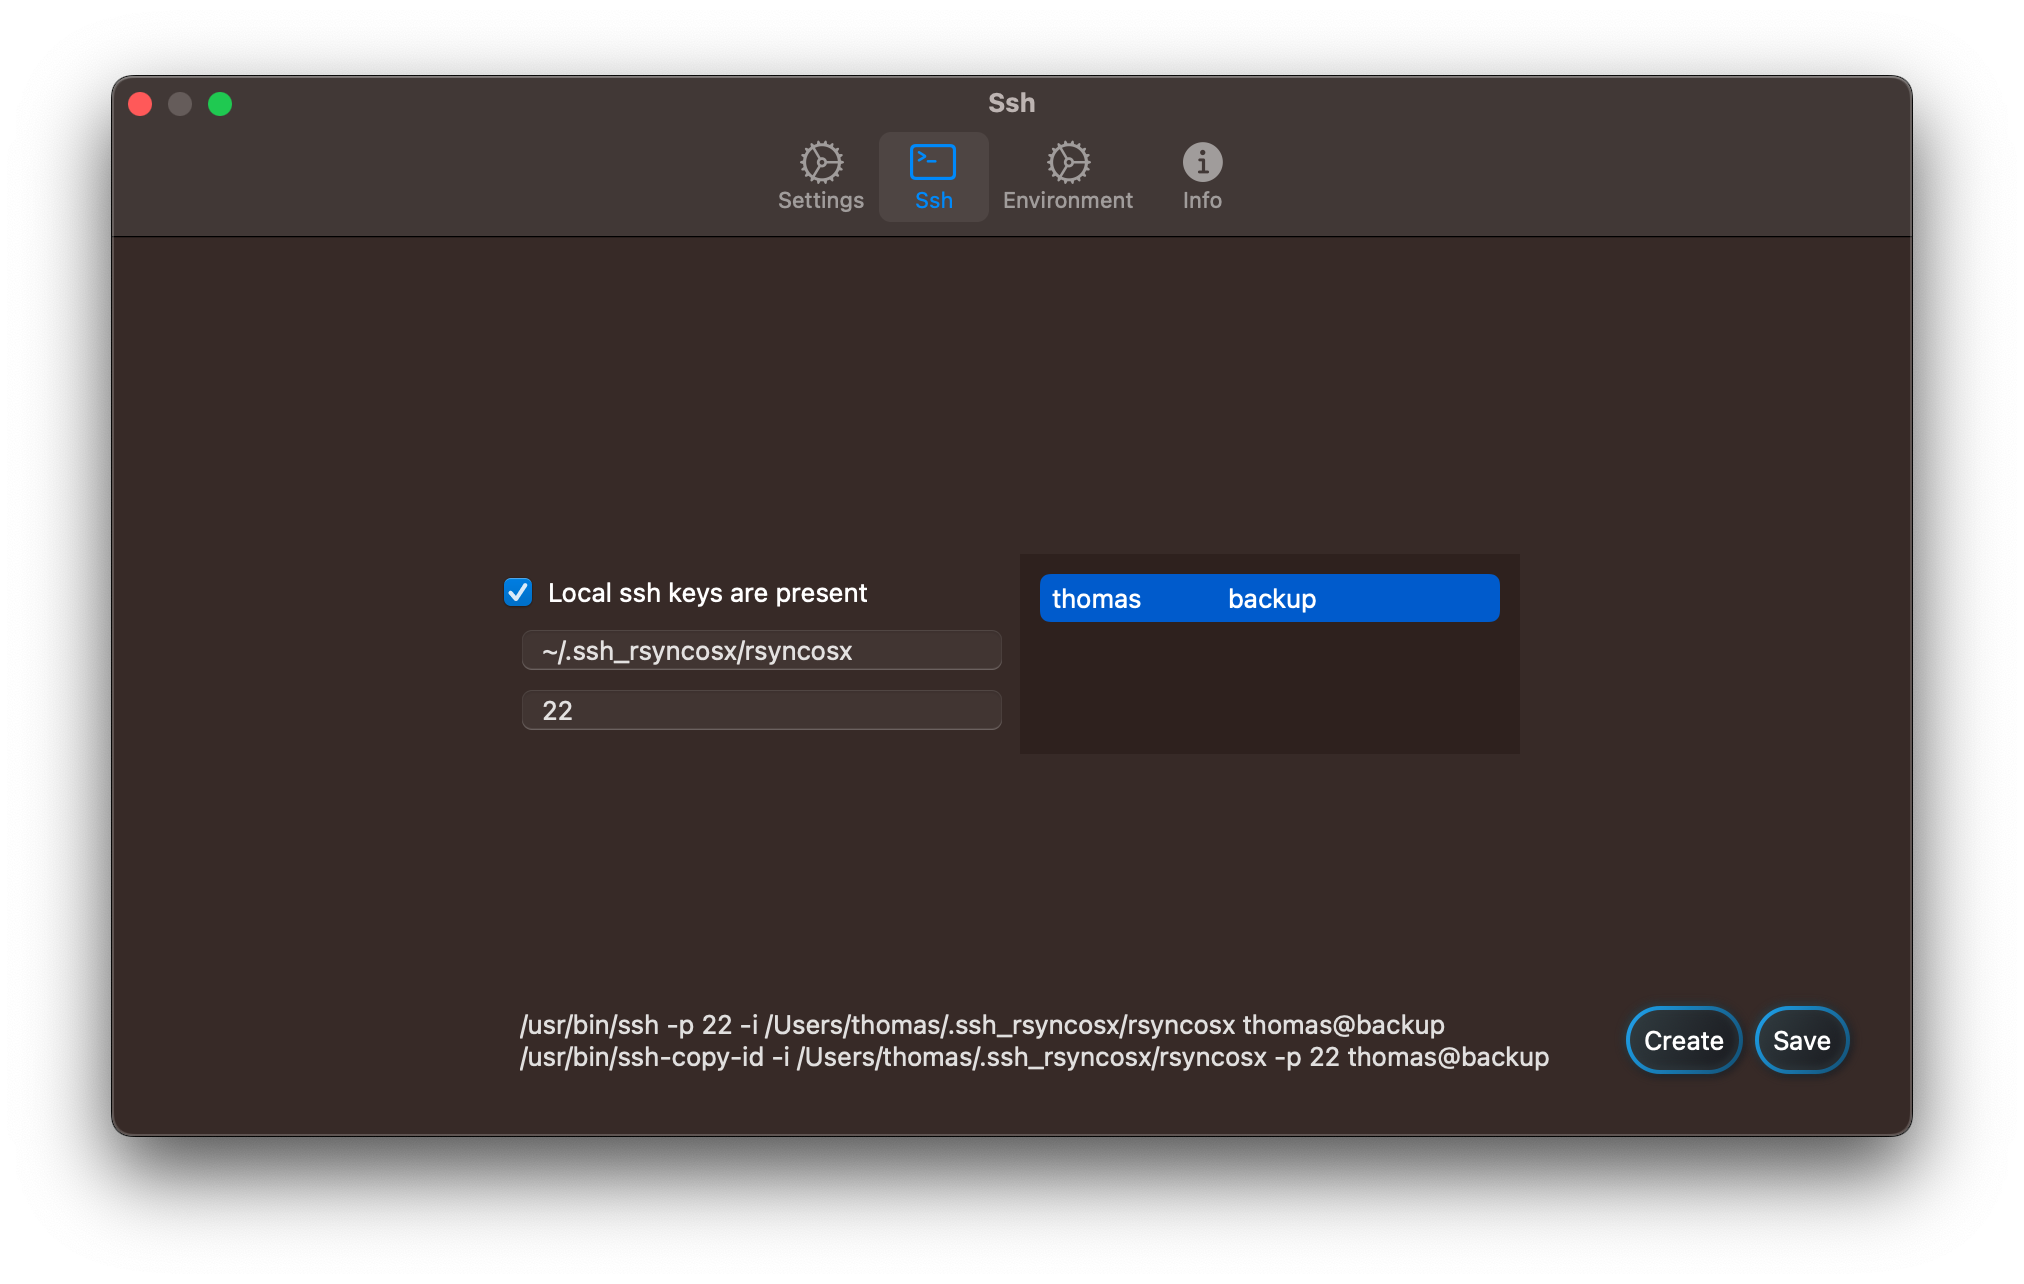 Ssh
Settings
Ssh
Environment
Info
Local ssh keys are present
~/.ssh_rsyncosx/rsyncosx
22
thomas backup
/usr/bin/ssh -p 22 -i /Users/thomas/.ssh_rsyncosx/rsyncosx thomas@backup
/usr/bin/ssh-copy-id -i /Users/thomas/.ssh_rsyncosx/rsyncosx -p 22 thomas@backup
Create
Save